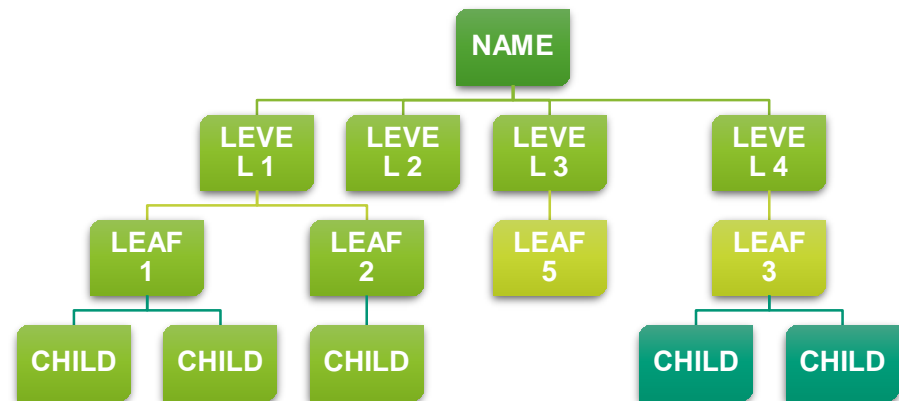 NAME
LEVE
L 1
LEVE
L 2
LEVE
L 3
LEVE
L 4
LEAF
1
LEAF
2
LEAF
5
LEAF
3
CHILD
CHILD
CHILD
CHILD
CHILD